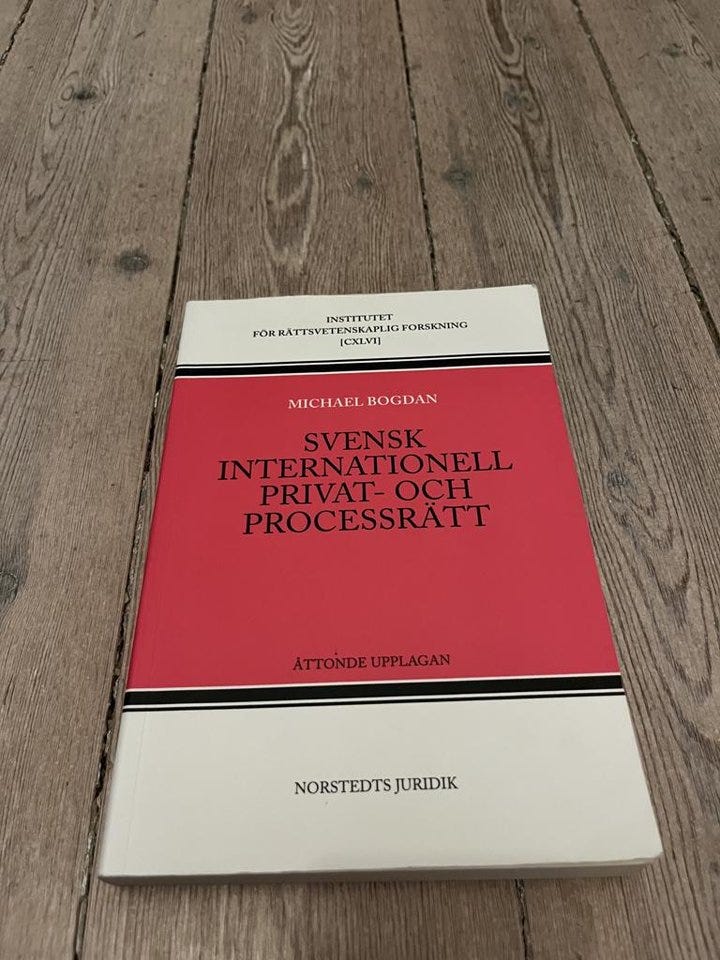 INSTITUTET
FÖR RÄTTSVETENSKAPLIG FORSKNING
[CXLVI]
MICHAEL BOGDAN
SVENSK
INTERNATIONELL
PRIVAT- OCH
PROCESSRÄTT
ÅTTONDE UPPLAGAN
NORSTEDTS JURIDIK